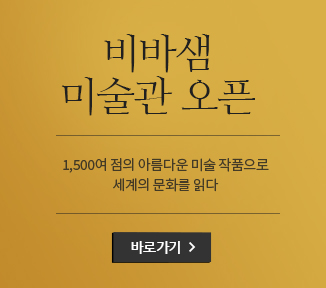 비바샘
미술관 오픈
1,500여 점의 아름다운 미술 작품으로
세계의 문화를 읽다
바로가기 >